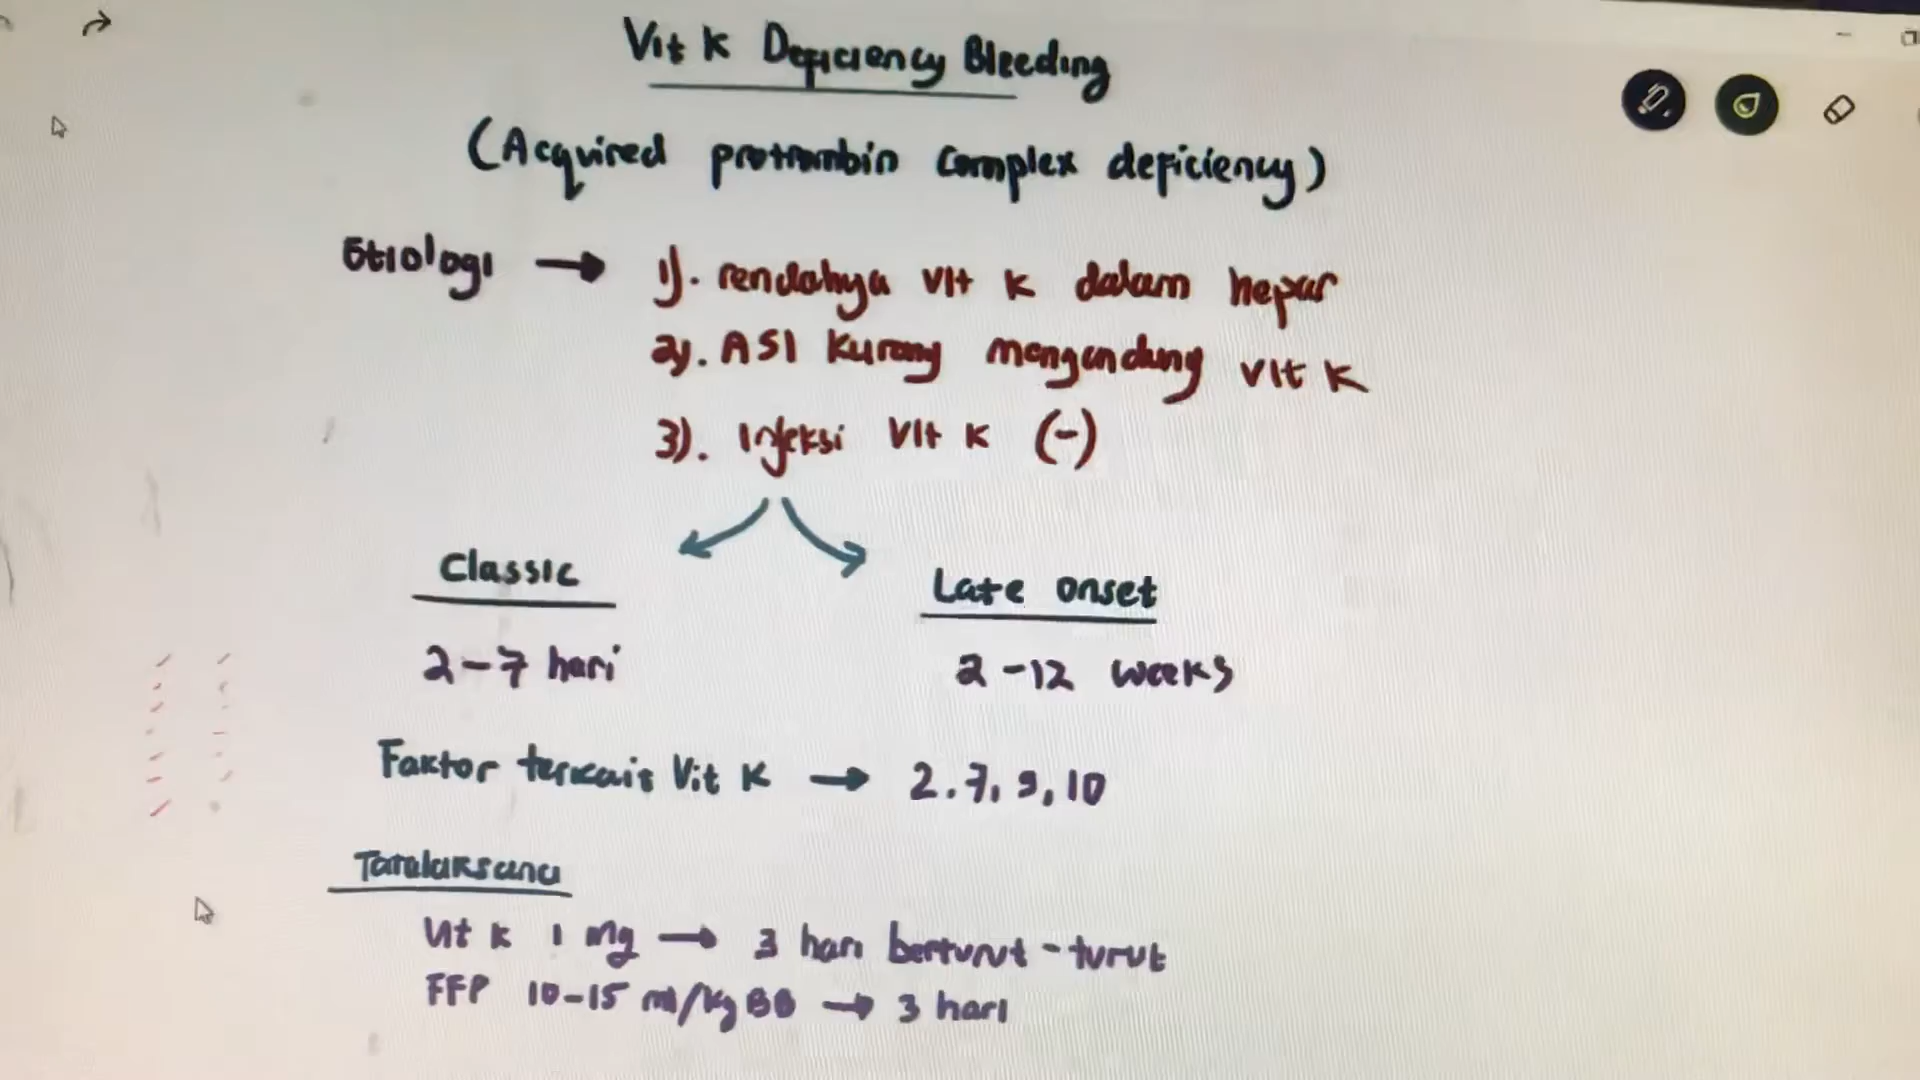 Vit K Deficiency Bleeding
(Acquired protrombin complex deficiency)
Etiologi → 1). rendahya vit K dalam hepar
2). ASI kurang mengandung vit K
3). Injeksi vit K (-)
Classic
Late onset
2-7 hari
2-12 weeks
Faktor terkait Vit K → 2.7, 9, 10
Tatalaksana
Vit K 1 mg → 3 hari berturut-turut
FFP 10-15 ml/kg BB → 3 hari